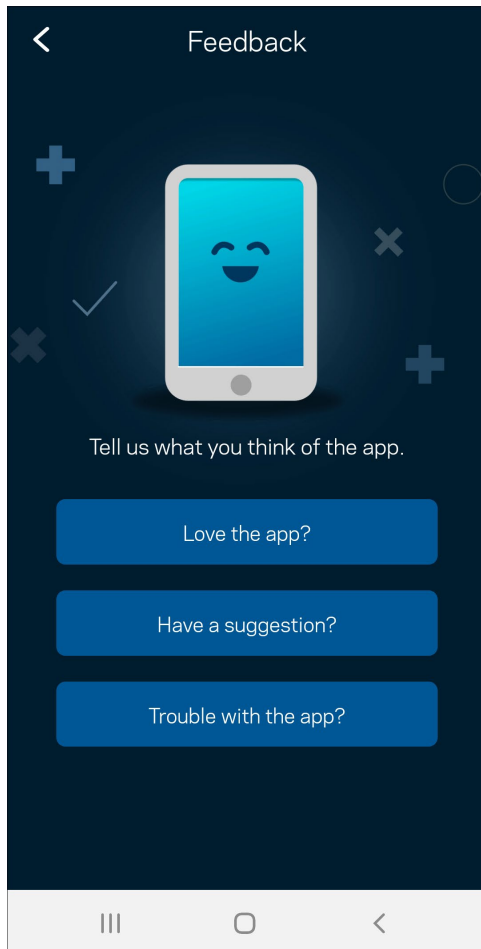 Feedback
Tell us what you think of the app.
Love the app?
Have a suggestion?
Trouble with the app?